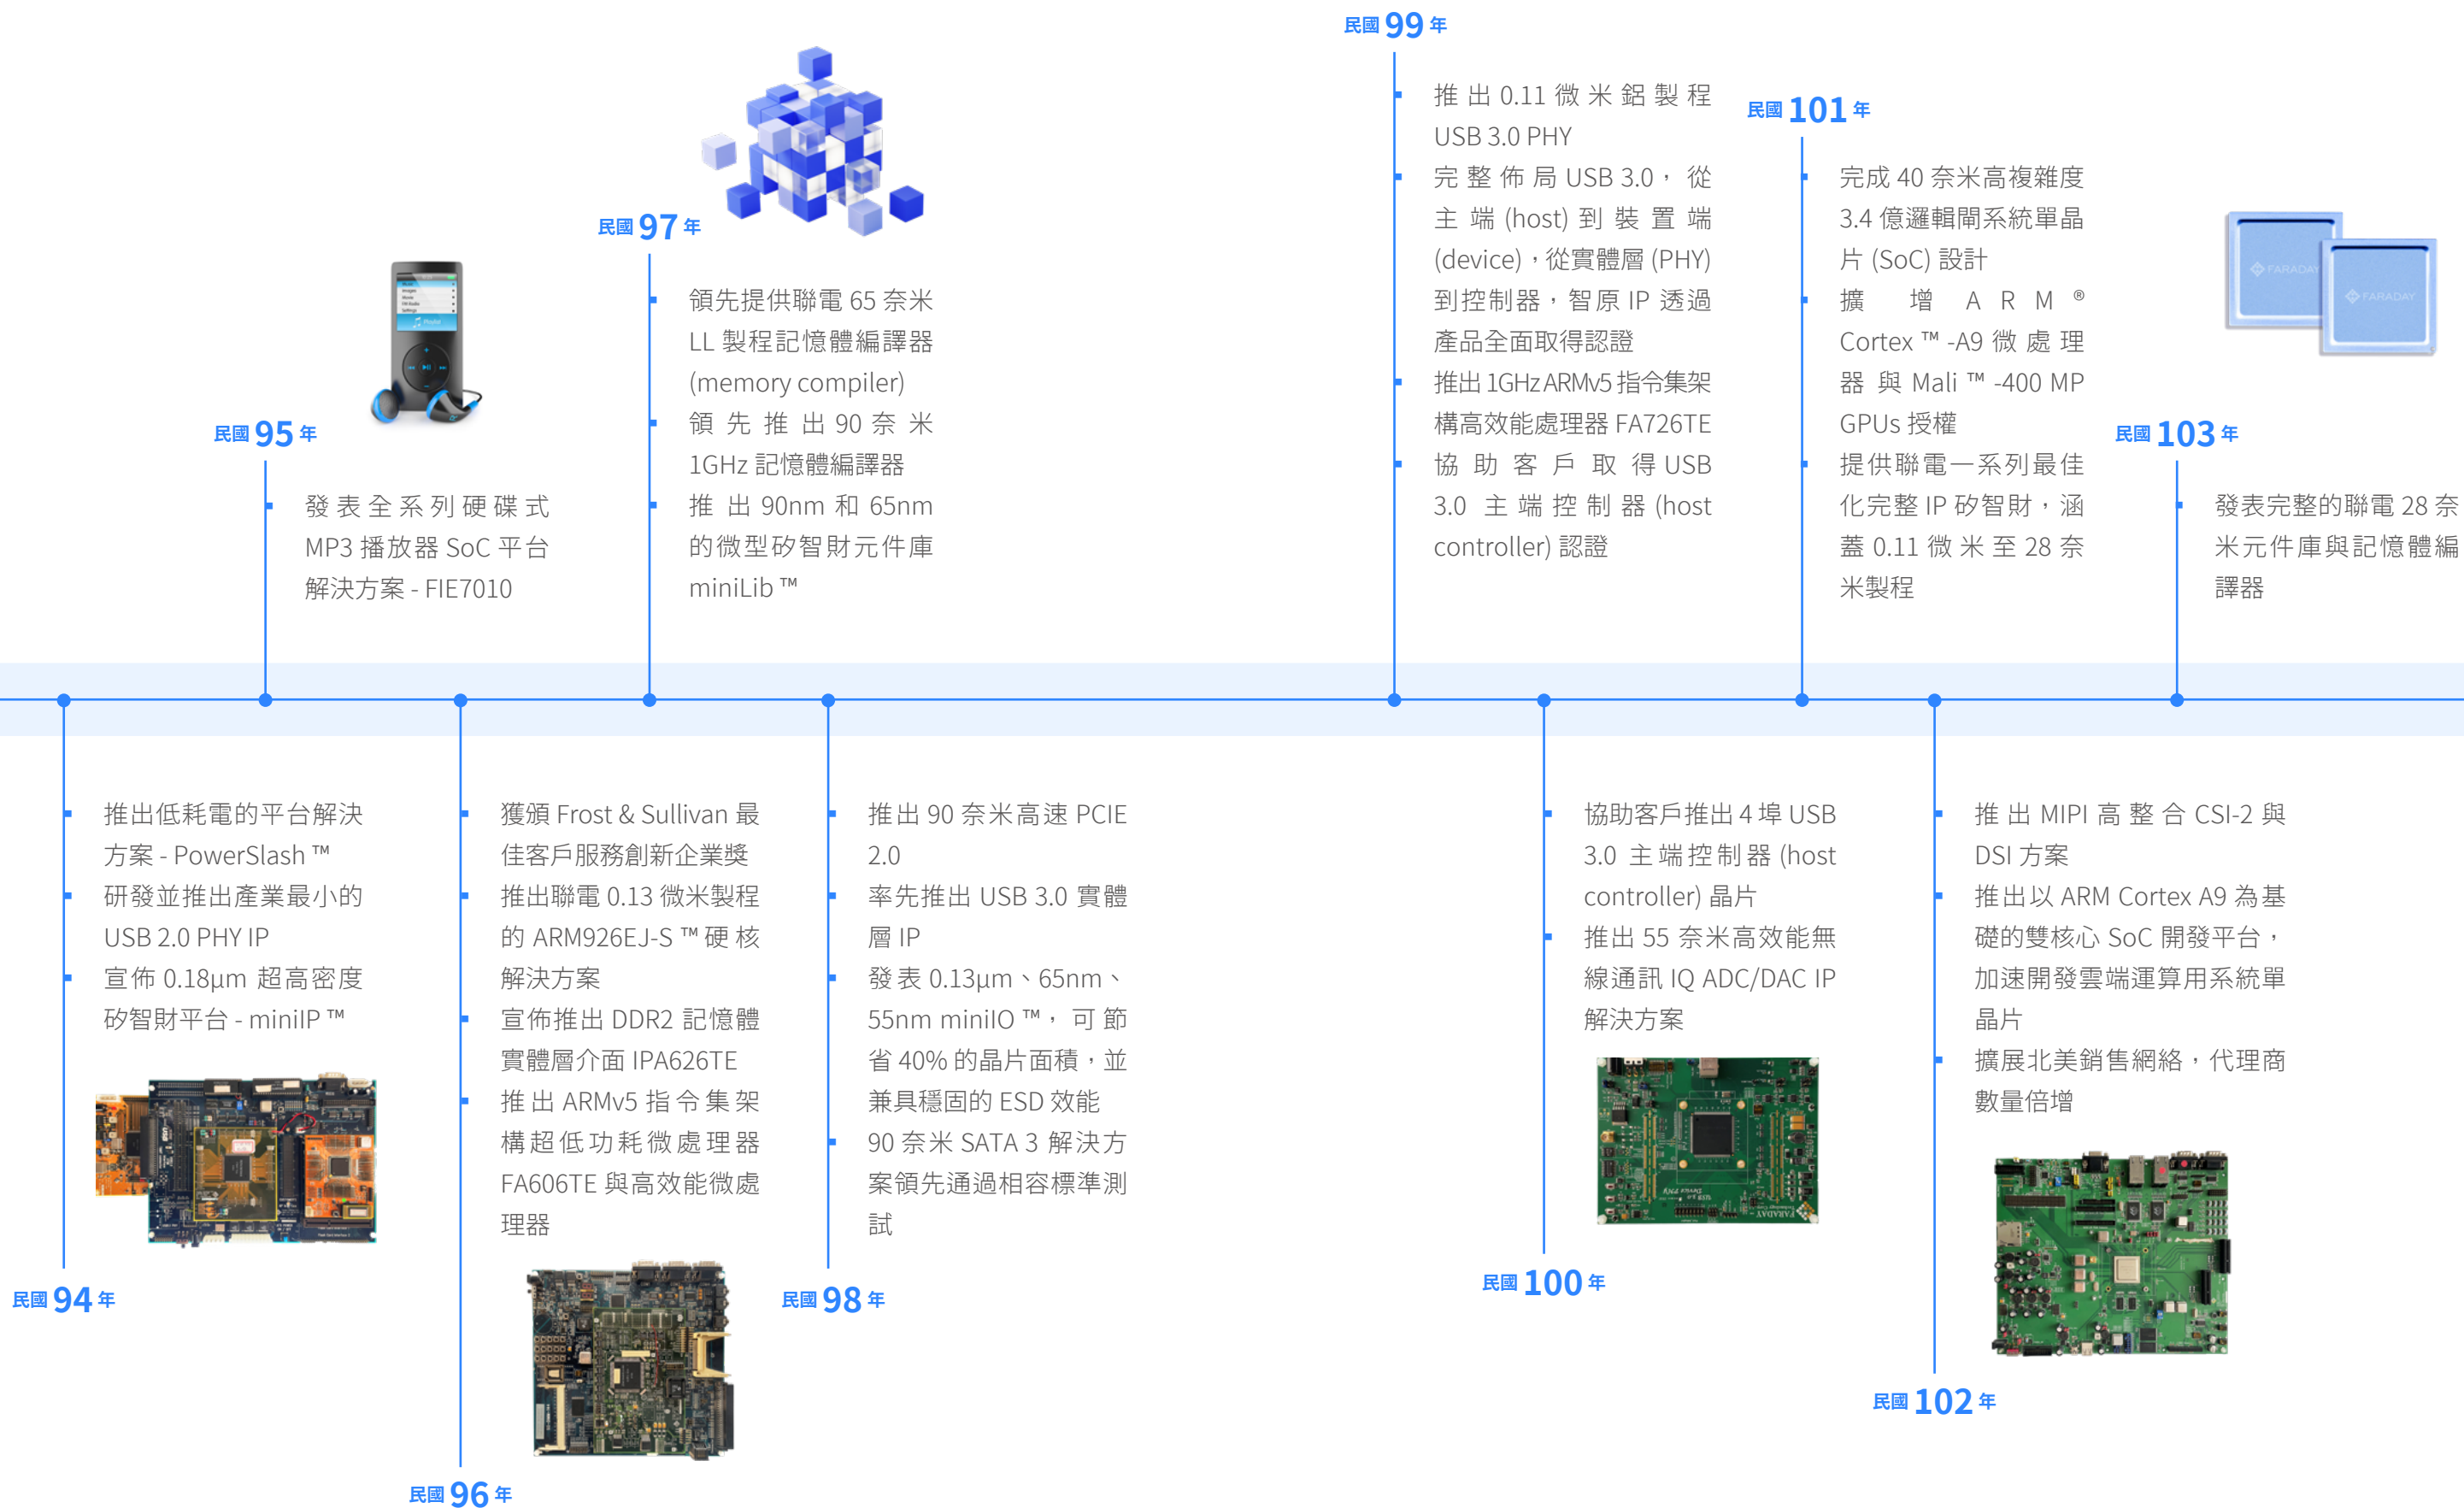 民國 94 年
推出低耗電的平台解決
方案 - PowerSlash ™
研發並推出產業最小的
USB 2.0 PHY IP
宣佈 0.18μm 超高密度
矽智財平台 - miniIP ™
民國 95 年
發表全系列硬碟式
MP3 播放器 SoC 平台
解決方案 - FIE7010
民國 96 年
獲頒 Frost & Sullivan 最
佳客戶服務創新企業獎
推出聯電 0.13 微米製程
的 ARM926EJ-S ™ 硬核
解決方案
宣佈推出 DDR2 記憶體
實體層介面 IPA626TE
推出 ARMv5 指令集架
構超低功耗微處理器
FA606TE 與高效能微處
理器
民國 97 年
領先提供聯電 65 奈米
LL 製程記憶體編譯器
(memory compiler)
領先推出 90 奈米
1GHz 記憶體編譯器
推出 90nm 和 65nm
的微型矽智財元件庫
miniLib ™
民國 98 年
推出 90 奈米高速 PCIE
2.0
率先推出 USB 3.0 實體
層 IP
發表 0.13μm、65nm、
55nm miniIO ™，可節
省 40% 的晶片面積，並
兼具穩固的 ESD 效能
90 奈米 SATA 3 解決方
案領先通過相容標準測
試
民國 99 年
推出 0.11 微米鋁製程
USB 3.0 PHY
完整佈局 USB 3.0，從
主端 (host) 到裝置端
(device)，從實體層 (PHY)
到控制器，智原 IP 透過
產品全面取得認證
推出 1GHz ARMv5 指令集架
構高效能處理器 FA726TE
協助客戶取得 USB
3.0 主端控制器 (host
controller) 認證
民國 100 年
協助客戶推出 4 埠 USB
3.0 主端控制器 (host
controller) 晶片
推出 55 奈米高效能無
線通訊 IQ ADC/DAC IP
解決方案
USB 3.0
Device PHY
FARADAY
民國 101 年
完成 40 奈米高複雜度
3.4 億邏輯閘系統單晶
片 (SoC) 設計
擴增 ARM®
Cortex ™ -A9 微處理
器與 Mali ™ -400 MP
GPUs 授權
提供聯電一系列最佳
化完整 IP 矽智財，涵
蓋 0.11 微米至 28 奈
米製程
民國 102 年
推出 MIPI 高整合 CSI-2 與
DSI 方案
推出以 ARM Cortex A9 為基
礎的雙核心 SoC 開發平台，
加速開發雲端運算用系統單
晶片
擴展北美銷售網絡，代理商
數量倍增
民國 103 年
發表完整的聯電 28 奈
米元件庫與記憶體編
譯器
FARADAY
FARADAY